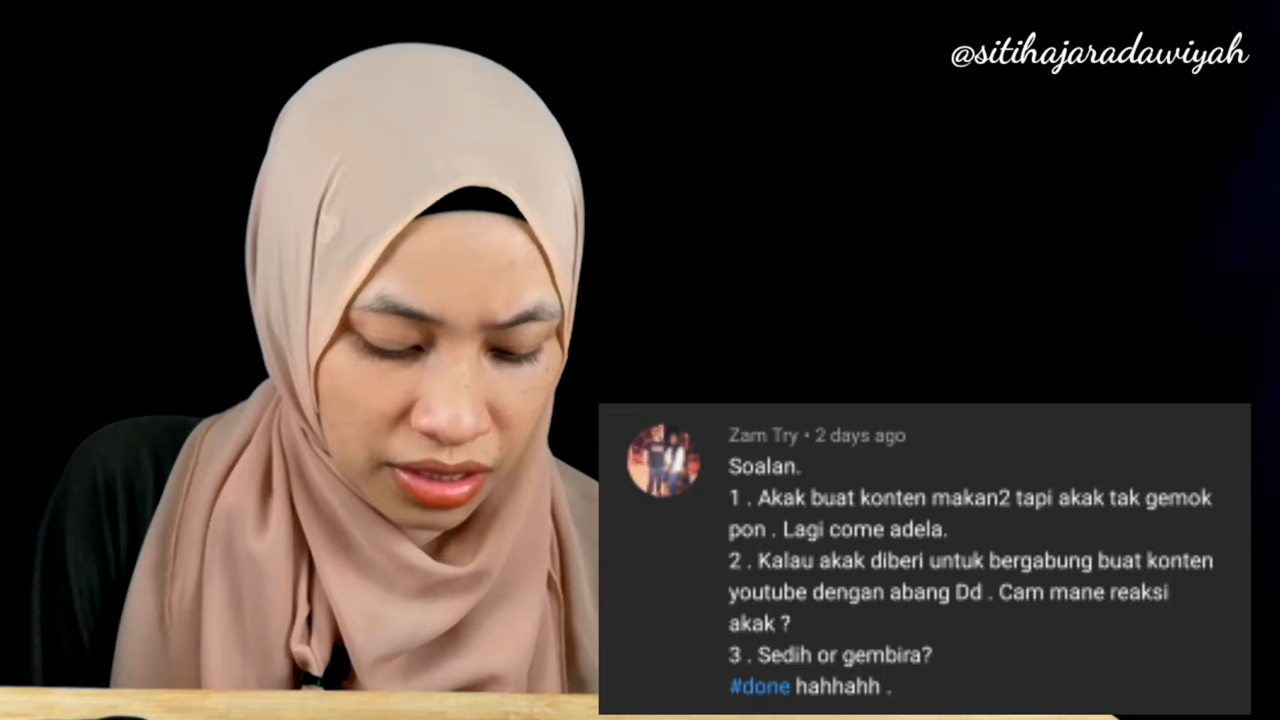 @sitihajaradawiyah
Zam Try • 2 days ago
Soalan.
1 . Akak buat konten makan2 tapi akak tak gemok
pon . Lagi come adela.
2 . Kalau akak diberi untuk bergabung buat konten
youtube dengan abang Dd . Cam mane reaksi
akak ?
3 . Sedih or gembira?
#done hahhahh .